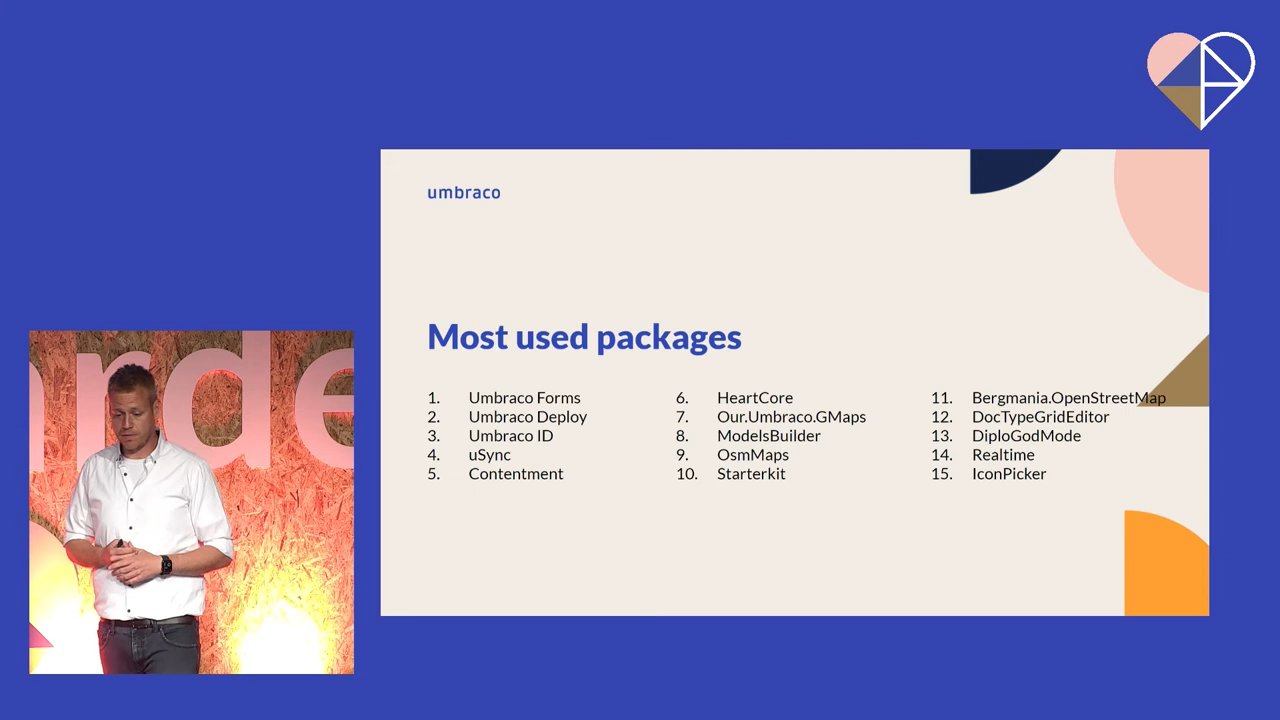 umbraco
Most used packages
1. Umbraco Forms
2. Umbraco Deploy
3. Umbraco ID
4. uSync
5. Contentment
6. HeartCore
7. Our.Umbraco.GMaps
8. ModelsBuilder
9. OsmMaps
10. Starterkit
11. Bergmania.OpenStreetMap
12. DocTypeGridEditor
13. DiploGodMode
14. Realtime
15. IconPicker
arde